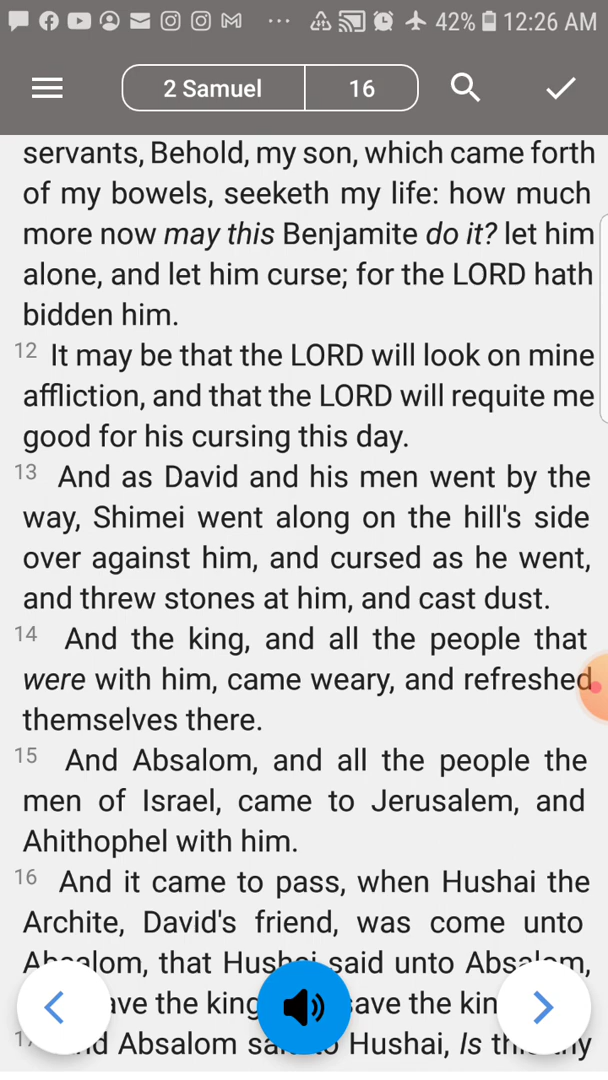 42% 12:26 AM
2 Samuel 16
servants, Behold, my son, which came forth
of my bowels, seeketh my life: how much
more now may this Benjamite do it? let him
alone, and let him curse; for the LORD hath
bidden him.
12 It may be that the LORD will look on mine
affliction, and that the LORD will requite me
good for his cursing this day.
13 And as David and his men went by the
way, Shimei went along on the hill's side
over against him, and cursed as he went,
and threw stones at him, and cast dust.
14 And the king, and all the people that
were with him, came weary, and refreshed
themselves there.
15 And Absalom, and all the people the
men of Israel, came to Jerusalem, and
Ahithophel with him.
16 And it came to pass, when Hushai the
Archite, David's friend, was come unto
Absalom, that Hushai said unto Absalom,
the king save the
Absalom Hushai, Is